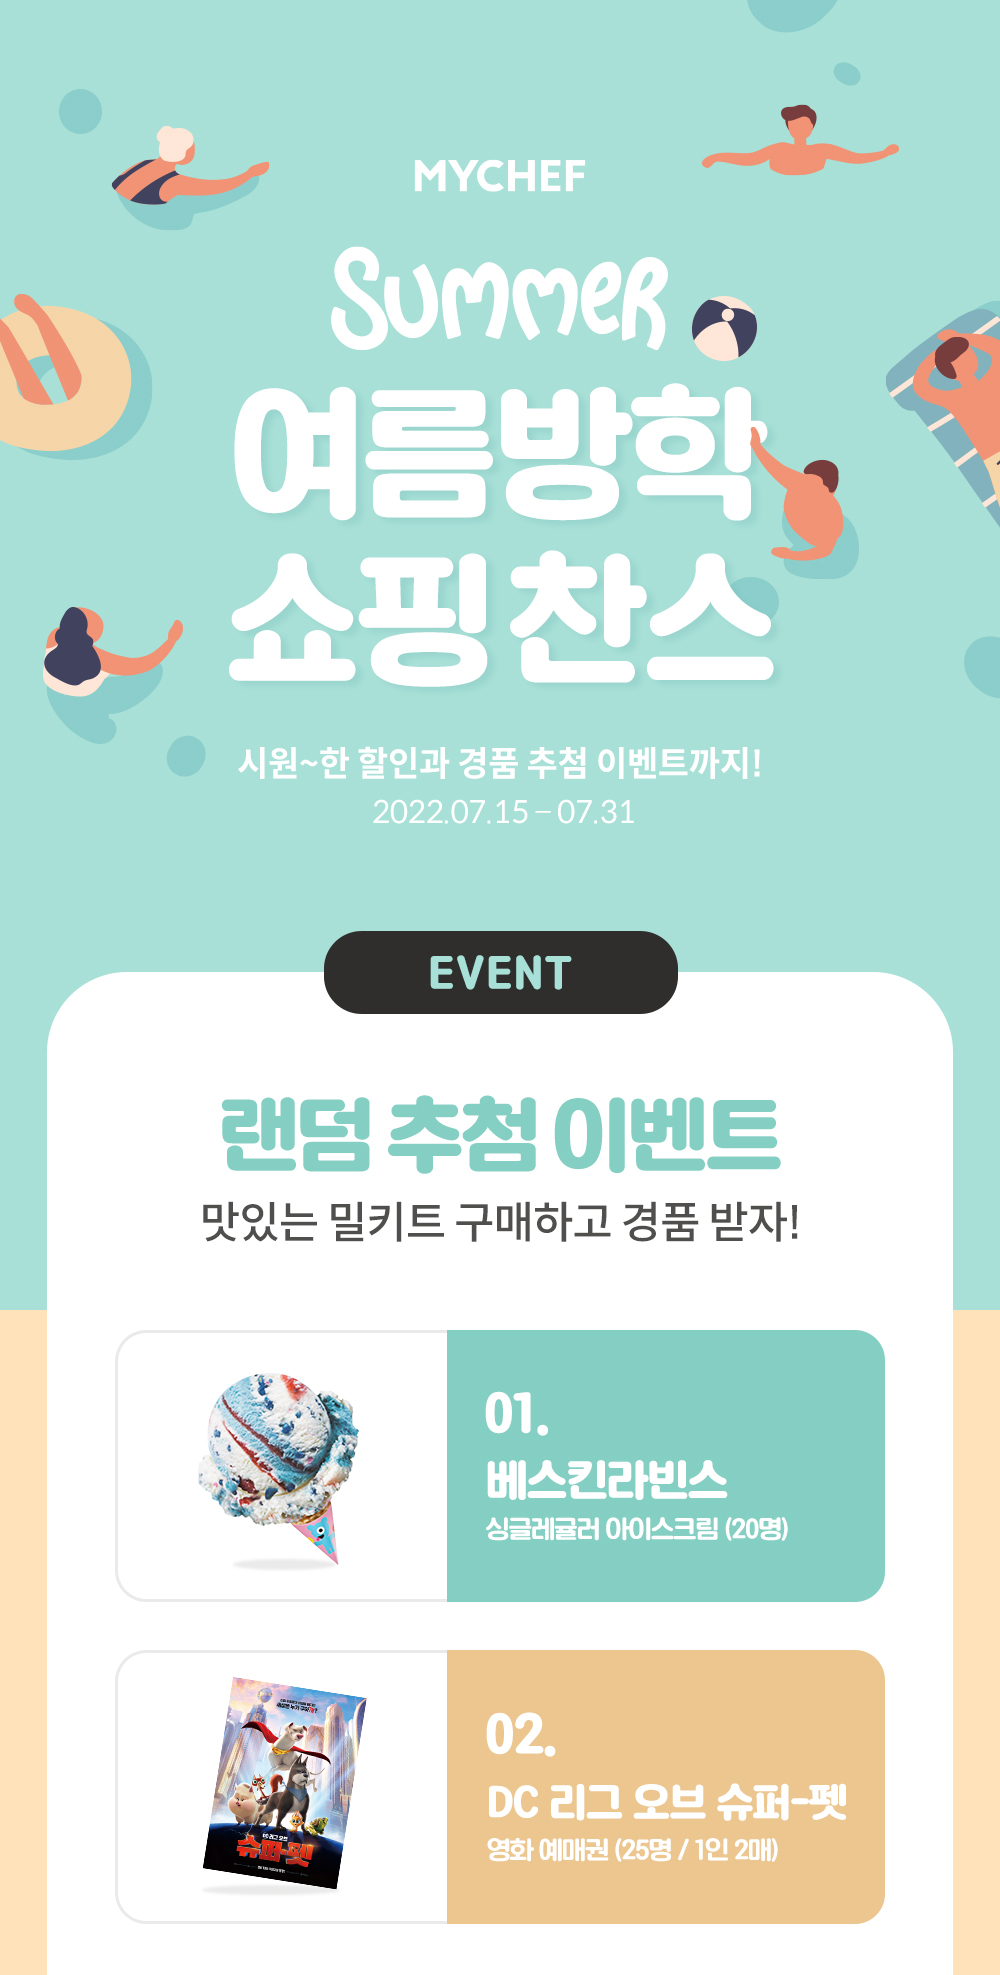 MYCHEF
SUMMER
여름방학
쇼핑 찬스
시원~한 할인과 경품 추첨 이벤트까지!
2022.07.15 – 07.31
EVENT
랜덤 추첨 이벤트
맛있는 밀키트 구매하고 경품 받자!
01.
베스킨라빈스
싱글레귤러 아이스크림 (20명)
02.
DC 리그 오브 슈퍼-펫
영화 예매권 (25명 / 1인 2매)
DC 리그 오브
슈퍼-펫